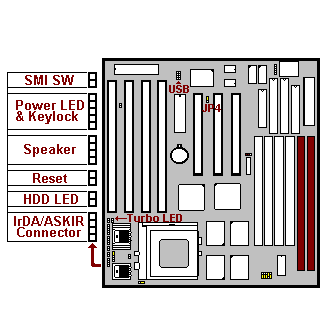 SMI SW
Power LED
& Keylock
Speaker
Reset
HDD LED
IrDA/ASKIR
Connector
USB
JP4
←Turbo LED